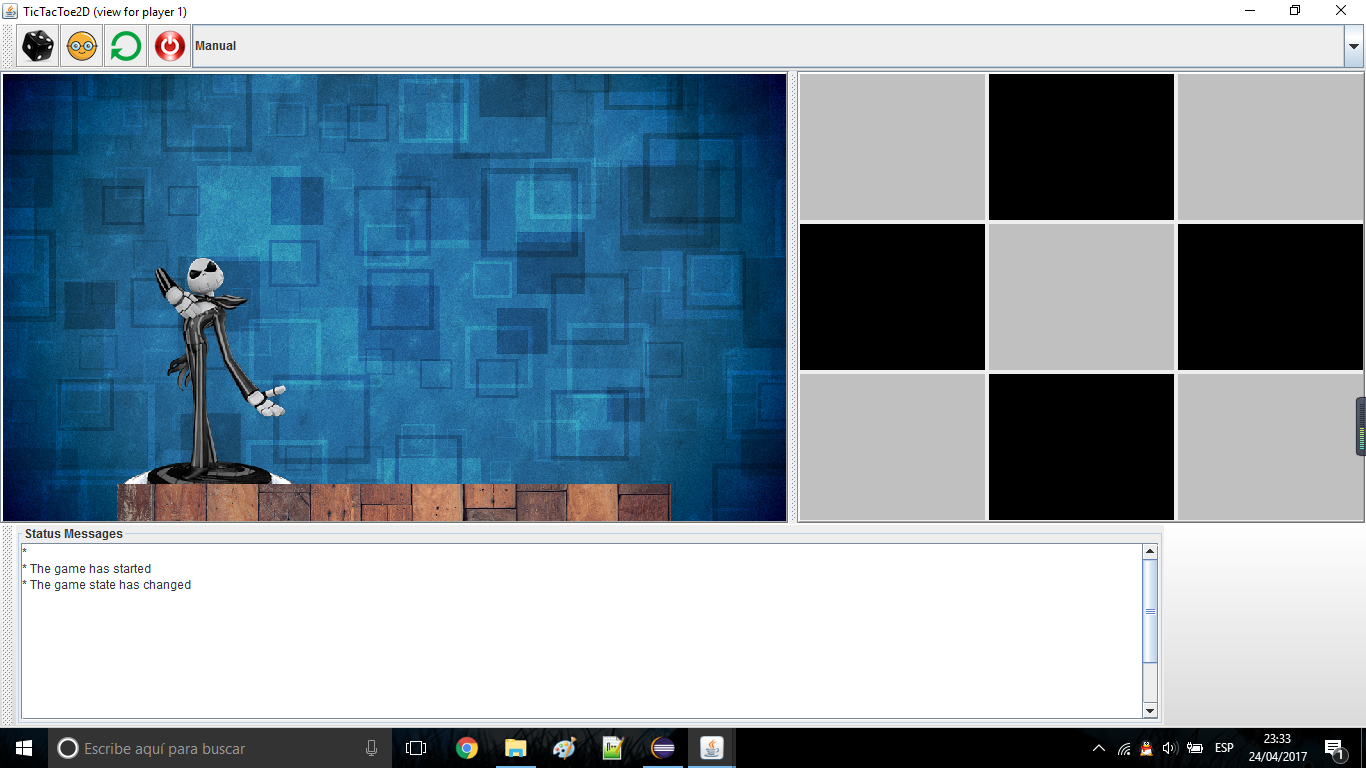 TicTacToe2D (view for player 1)
Manual
Status Messages
*
* The game has started
* The game state has changed
Escribe aquí para buscar
ESP
23:33
24/04/2017
1